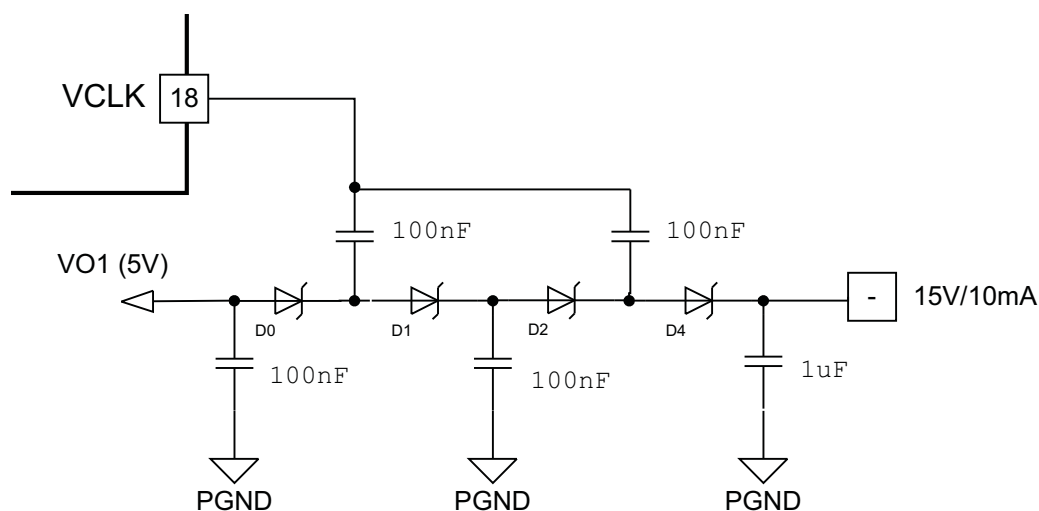 VCLK 18
100nF 100nF
VO1 (5V)
- 15V/10mA
D0 D1 D2 D4
100nF 100nF 1uF
PGND PGND PGND